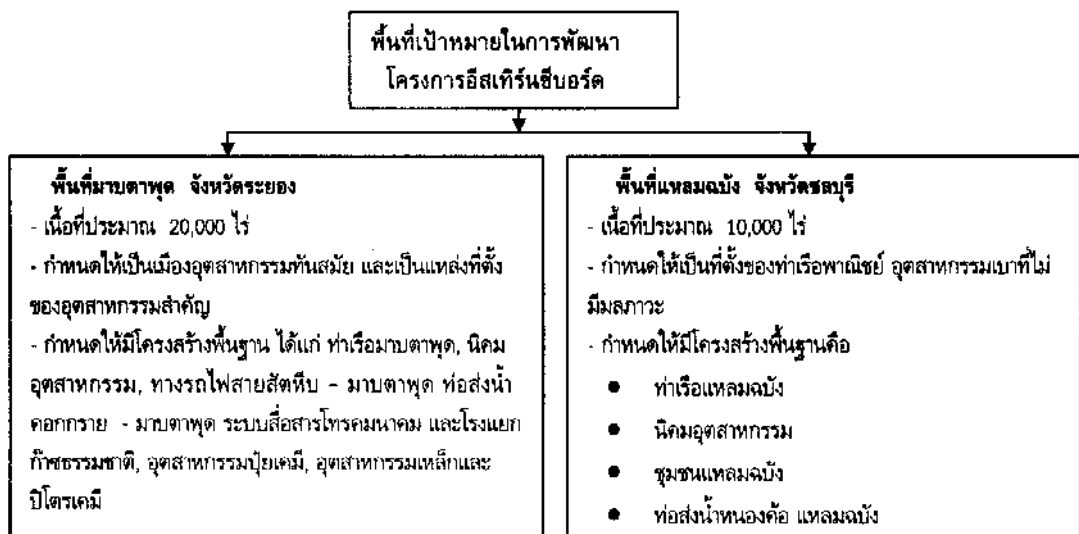 พื้นที่เป้าหมายในการพัฒนา
โครงการอีสเทิร์นซีบอร์ด
พื้นที่มาบตาพุด จังหวัดระยอง
- เนื้อที่ประมาณ 20,000 ไร่
- กำหนดให้เป็นเมืองอุตสาหกรรมทันสมัย และเป็นแหล่งที่ตั้ง
ของอุตสาหกรรมสำคัญ
- กำหนดให้มีโครงสร้างพื้นฐาน ได้แก่ ท่าเรือมาบตาพุด, นิคม
อุตสาหกรรม, ทางรถไฟสายสัตหีบ – มาบตาพุด ท่อส่งน้ำ
ดอกกราย - มาบตาพุด ระบบสื่อสารโทรคมนาคม และโรงแยก
ก๊าซธรรมชาติ, อุตสาหกรรมปุ๋ยเคมี, อุตสาหกรรมเหล็กและ
ปิโตรเคมี
พื้นที่แหลมฉบัง จังหวัดชลบุรี
- เนื้อที่ประมาณ 10,000 ไร่
- กำหนดให้เป็นที่ตั้งของท่าเรือพาณิชย์ อุตสาหกรรมเบาที่ไม่
มีมลภาวะ
- กำหนดให้มีโครงสร้างพื้นฐานคือ
● ท่าเรือแหลมฉบัง
● นิคมอุตสาหกรรม
● ชุมชนแหลมฉบัง
● ท่อส่งน้ำหนองค้อ แหลมฉบัง